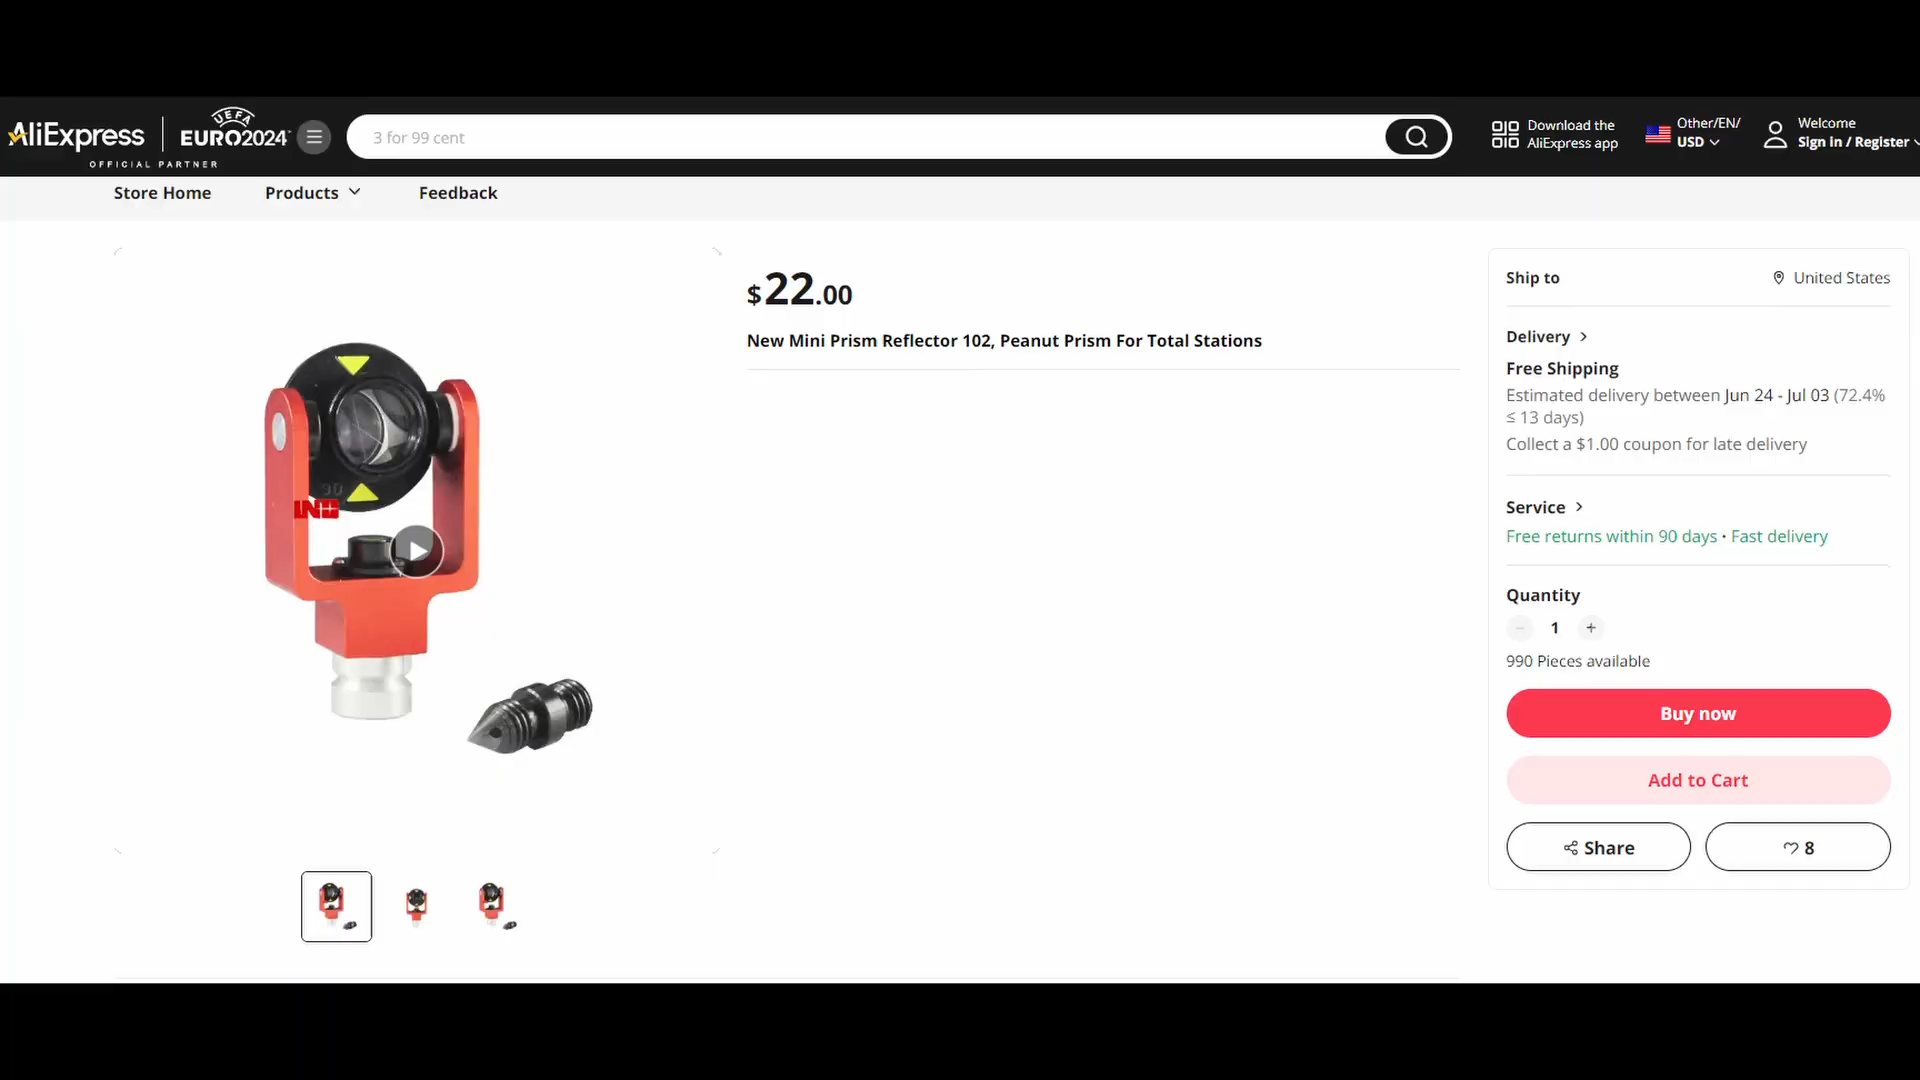 AliExpress
UEFA
EURO2024
OFFICIAL PARTNER
3 for 99 cent
Download the
AliExpress app
Other/EN/
USD
Welcome
Sign in / Register
Store Home
Products
Feedback
$22.00
New Mini Prism Reflector 102, Peanut Prism For Total Stations
90
Ship to
United States
Delivery
Free Shipping
Estimated delivery between Jun 24 - Jul 03 (72.4%
≤ 13 days)
Collect a $1.00 coupon for late delivery
Service
Free returns within 90 days • Fast delivery
Quantity
− 1 +
990 Pieces available
Buy now
Add to Cart
Share
8